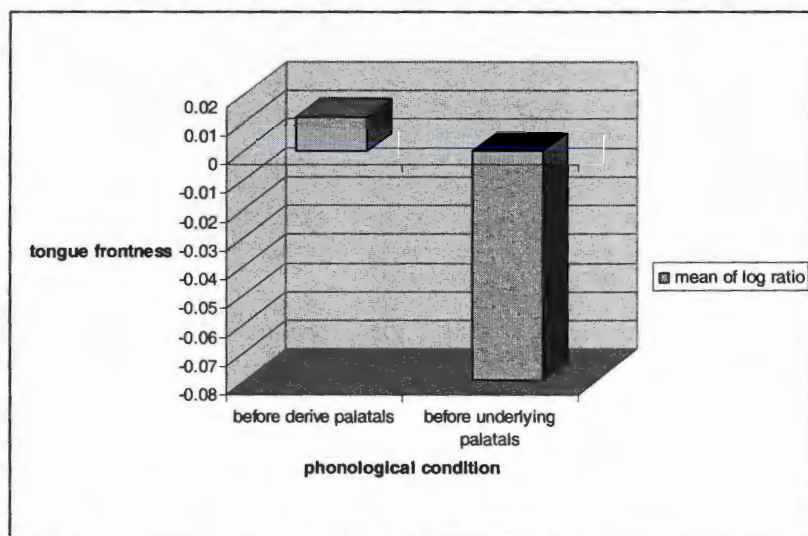 0.02
0.01
0
-0.01
-0.02
-0.03
-0.04
-0.05
-0.06
-0.07
-0.08
tongue frontness
before derive palatals
before underlying
palatals
phonological condition
mean of log ratio